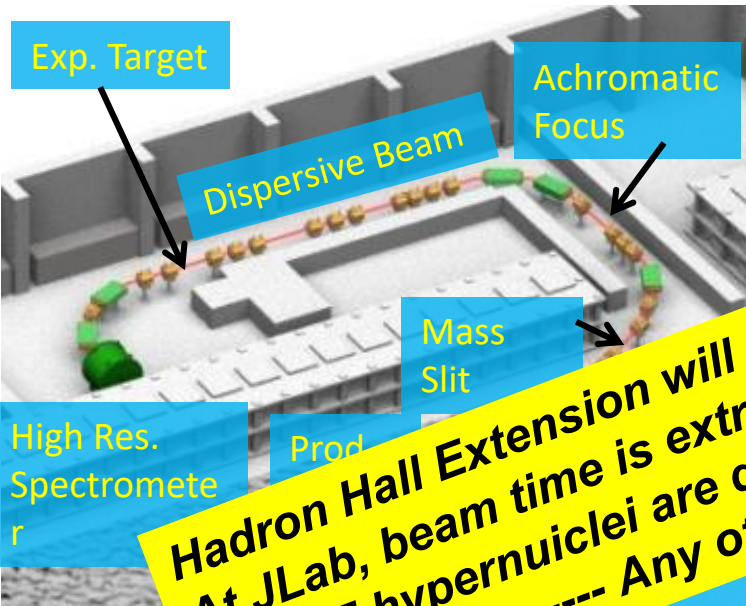 Exp. Target
Achromatic
Focus
Dispersive Beam
Mass
Slit
High Res.
Spectromete
r
Prod
Hadron Hall Extension will
At JLab, beam time is
hypernuiclei are
---- Any